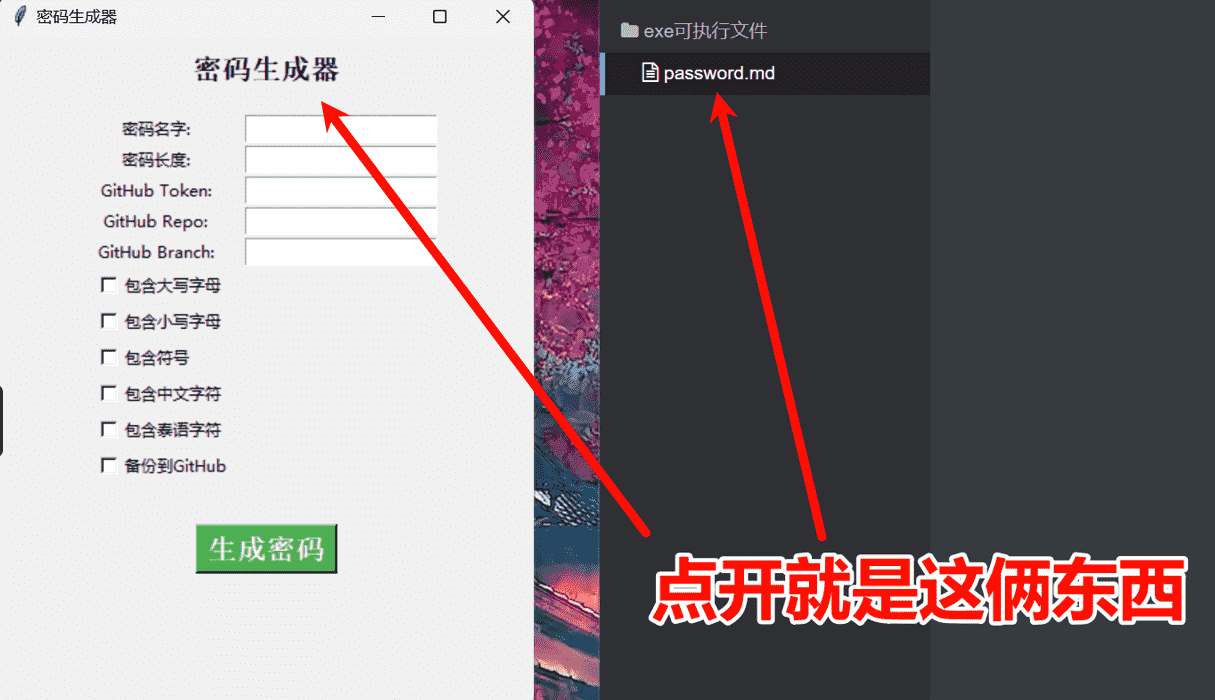 密码生成器
密码生成器
密码名字:
密码长度:
GitHub Token:
GitHub Repo:
GitHub Branch:
包含大写字母
包含小写字母
包含符号
包含中文字符
包含泰语字符
备份到GitHub
生成密码
exe可执行文件
password.md
点开就是这俩东西